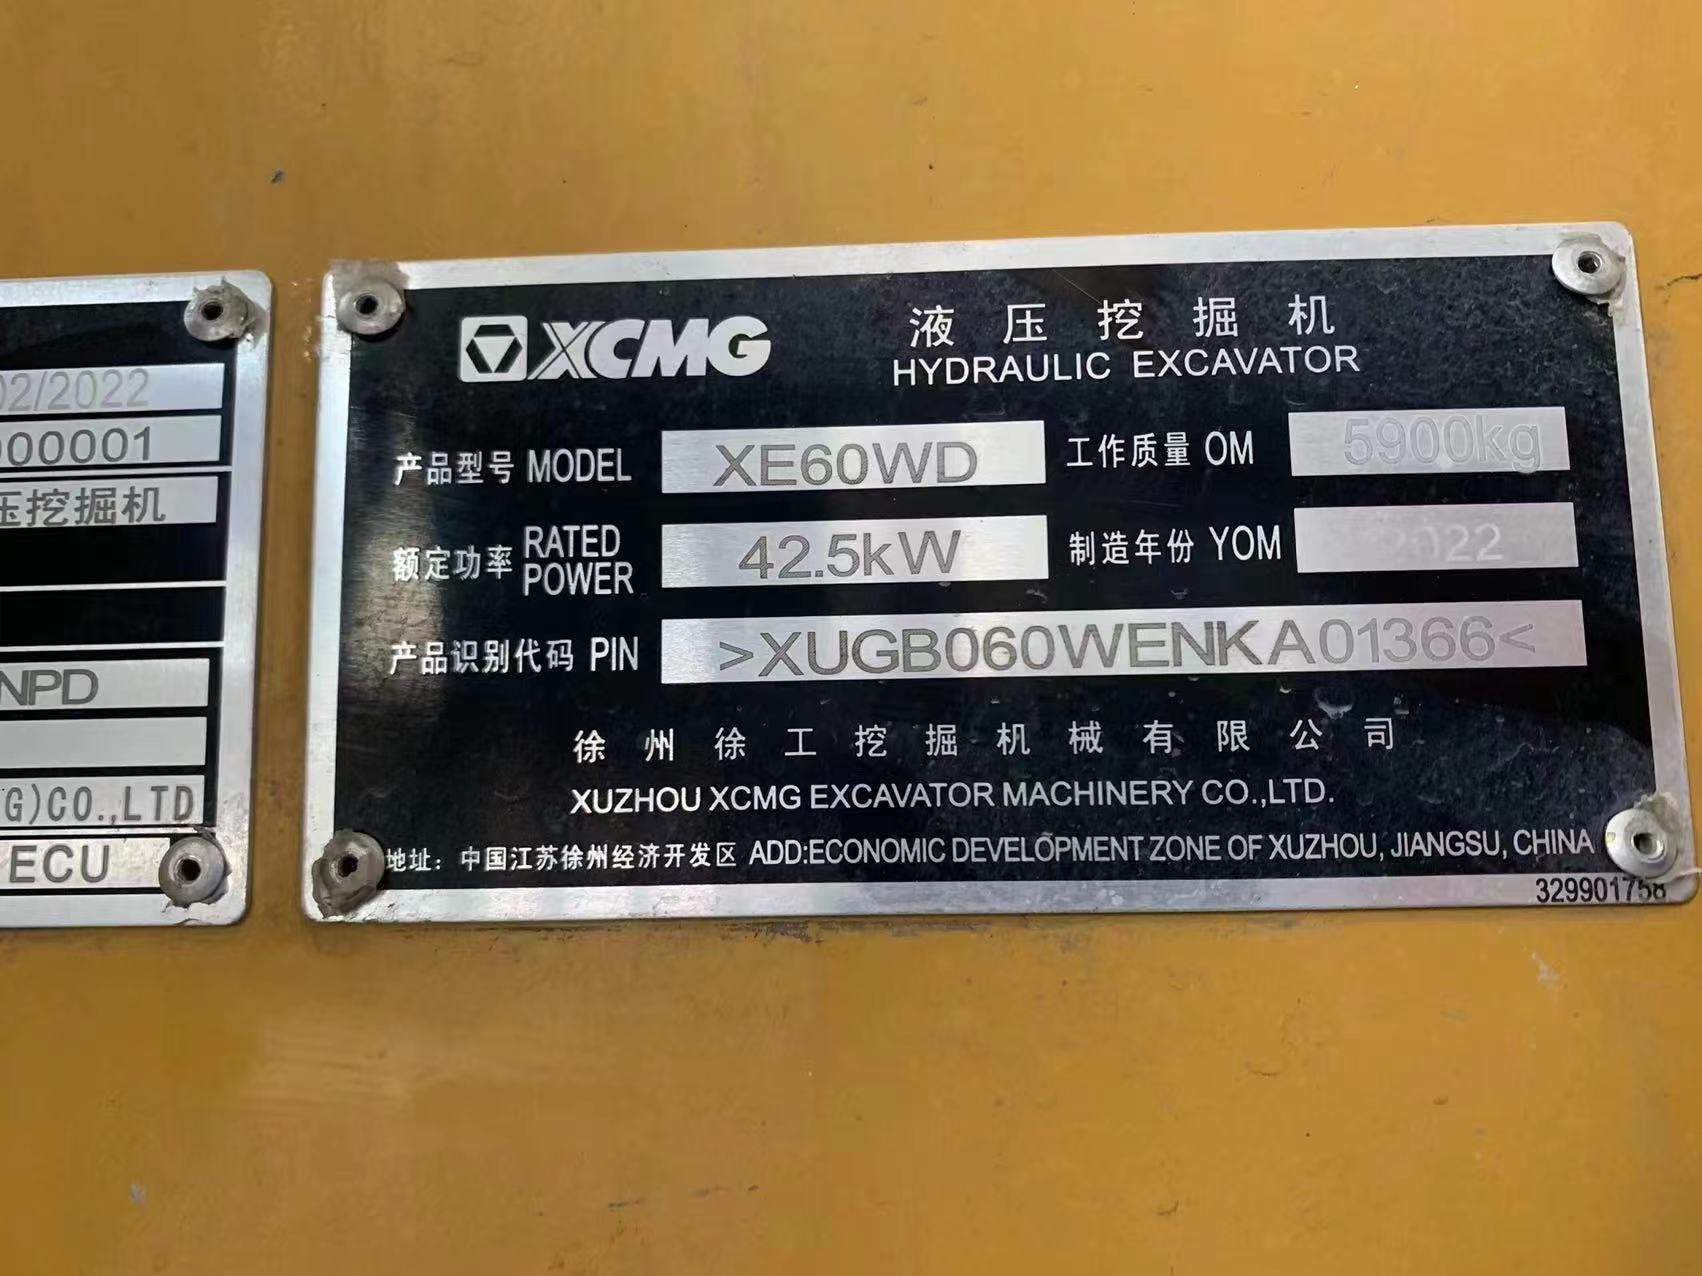 02/2022
000001
压挖掘机
NPD
G)CO.,LTD
ECU
XCMG
液压挖掘机
HYDRAULIC EXCAVATOR
产品型号 MODEL XE60WD 工作质量 OM 5900kg
额定功率 RATED POWER 42.5kW 制造年份 YOM 2022
产品识别代码 PIN >XUGB060WENKA01366<
徐州徐工挖掘机械有限公司
XUZHOU XCMG EXCAVATOR MACHINERY CO.,LTD.
地址：中国江苏徐州经济开发区 ADD:ECONOMIC DEVELOPMENT ZONE OF XUZHOU, JIANGSU, CHINA
329901758